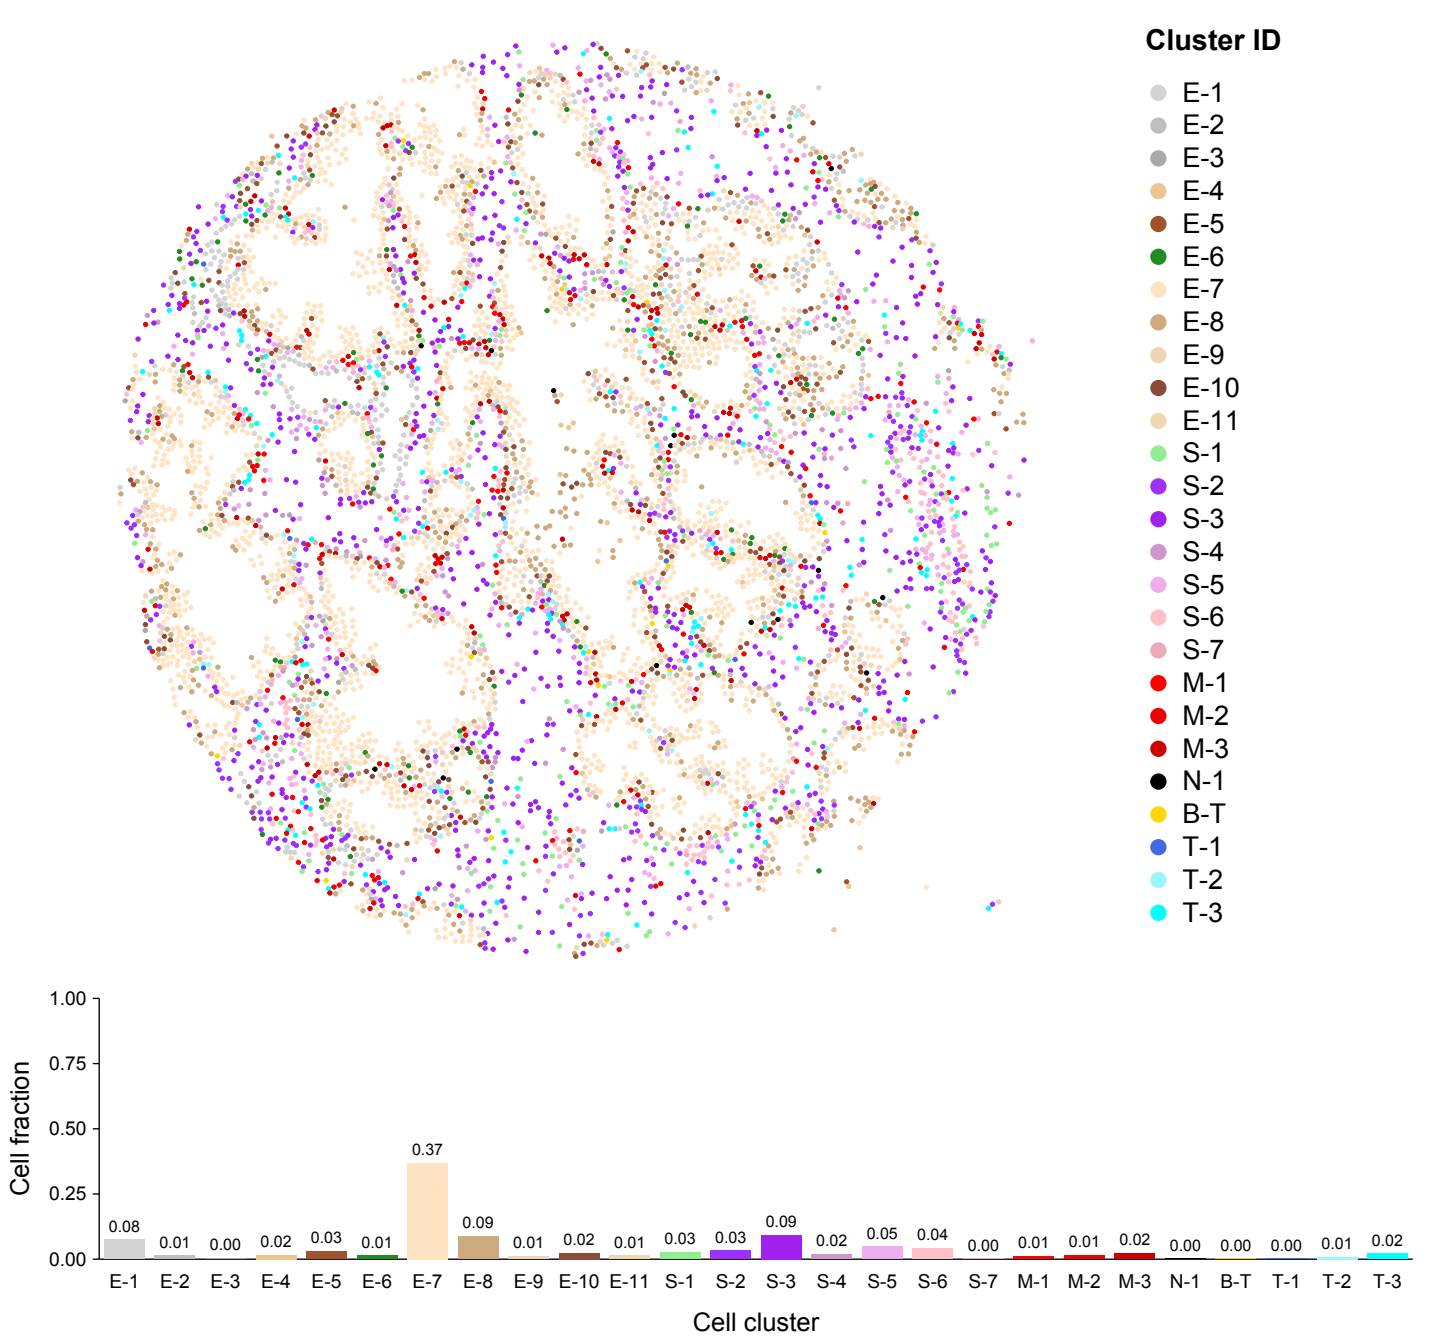 Cluster ID
E-1
E-2
E-3
E-4
E-5
E-6
E-7
E-8
E-9
E-10
E-11
S-1
S-2
S-3
S-4
S-5
S-6
S-7
M-1
M-2
M-3
N-1
B-T
T-1
T-2
T-3
1.00
0.75
0.50
0.25
0.00
Cell fraction
0.08 0.01 0.00 0.02 0.03 0.01 0.37 0.09 0.01 0.02 0.01 0.03 0.03 0.09 0.02 0.05 0.04 0.00 0.01 0.01 0.02 0.00 0.00 0.00 0.01 0.02
E-1 E-2 E-3 E-4 E-5 E-6 E-7 E-8 E-9 E-10 E-11 S-1 S-2 S-3 S-4 S-5 S-6 S-7 M-1 M-2 M-3 N-1 B-T T-1 T-2 T-3
Cell cluster